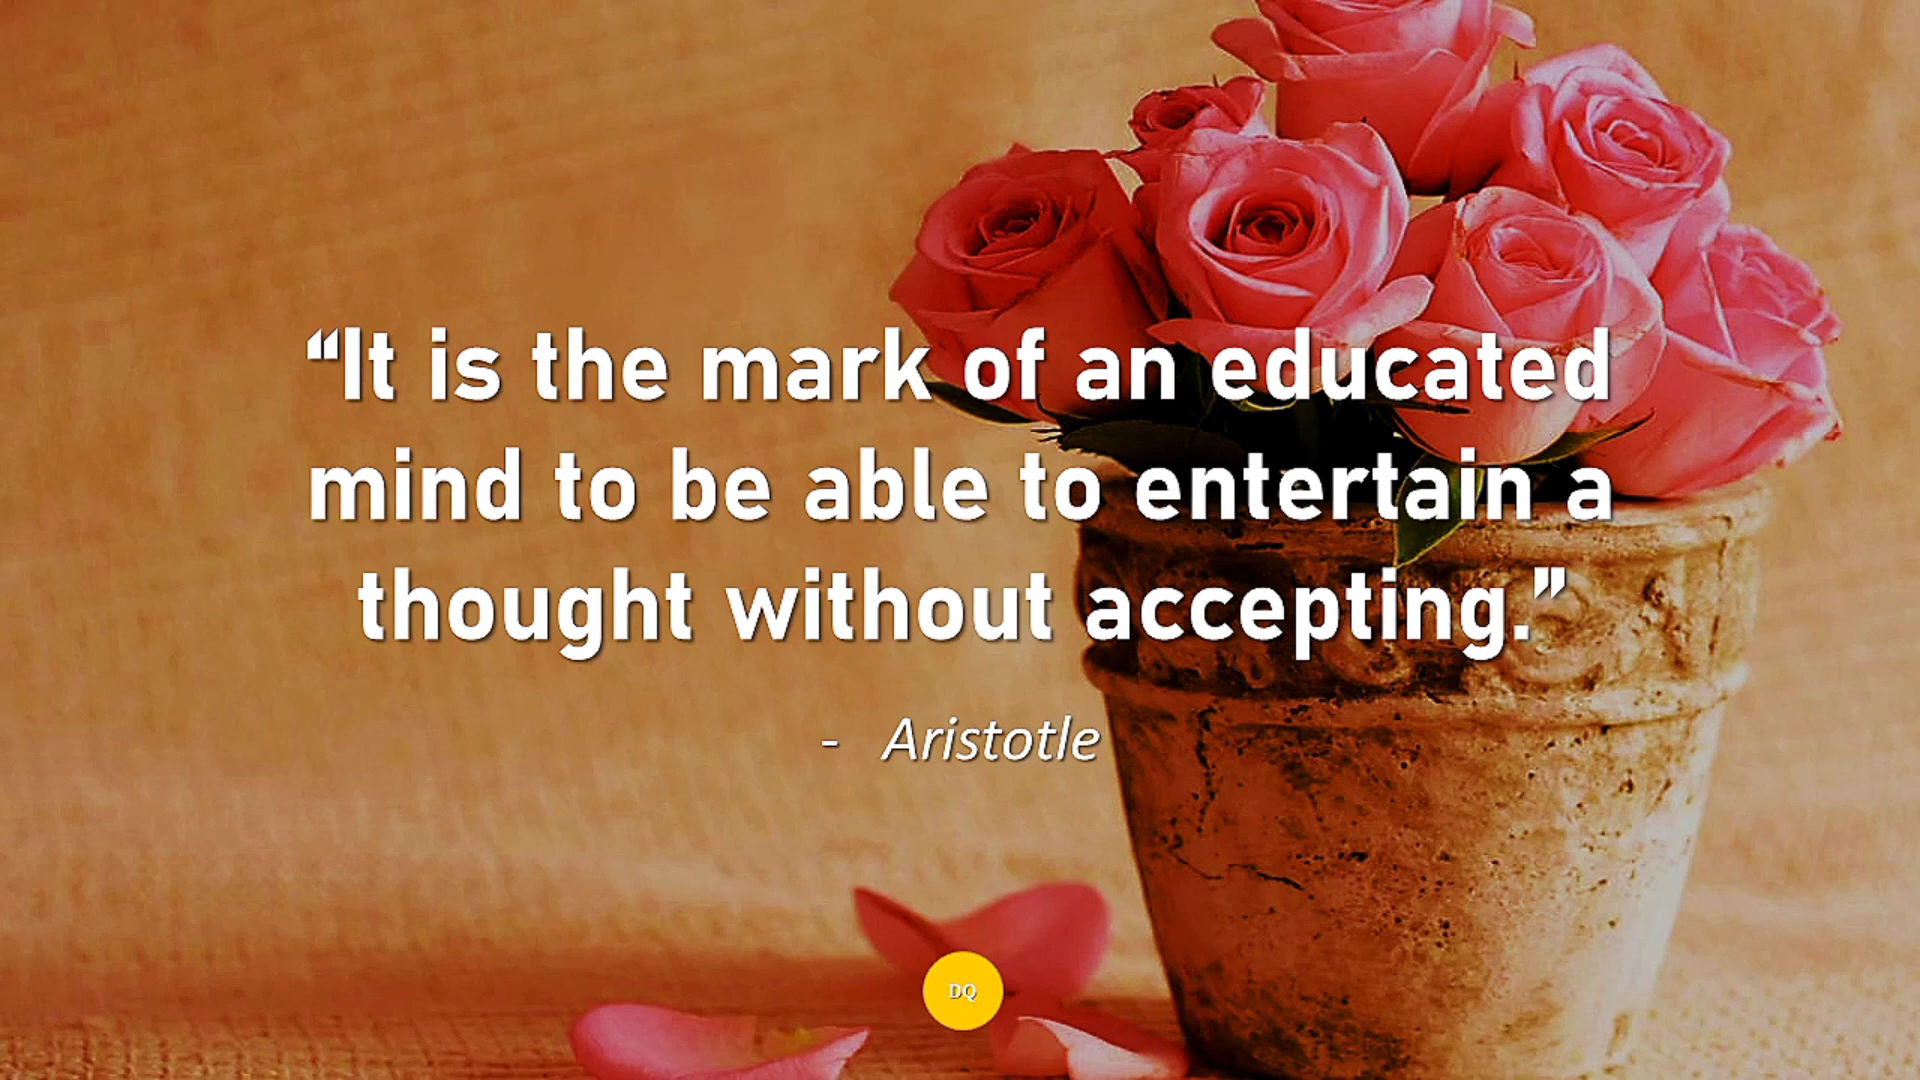 “It is the mark of an educated
mind to be able to entertain a
thought without accepting.”
- Aristotle
DQ